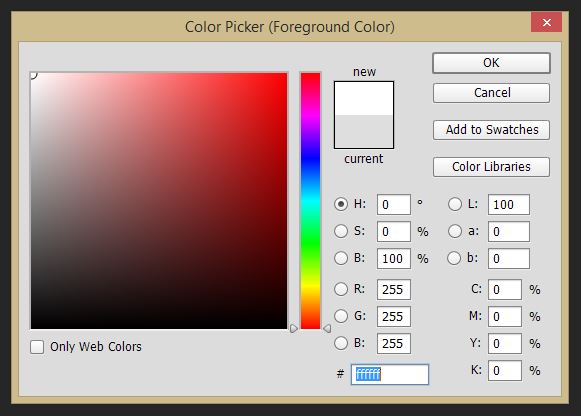 Color Picker (Foreground Color)
new
current
OK
Cancel
Add to Swatches
Color Libraries
H: 0 °
S: 0 %
B: 100 %
R: 255
G: 255
B: 255
# ffffff
L: 100
a: 0
b: 0
C: 0 %
M: 0 %
Y: 0 %
K: 0 %
Only Web Colors